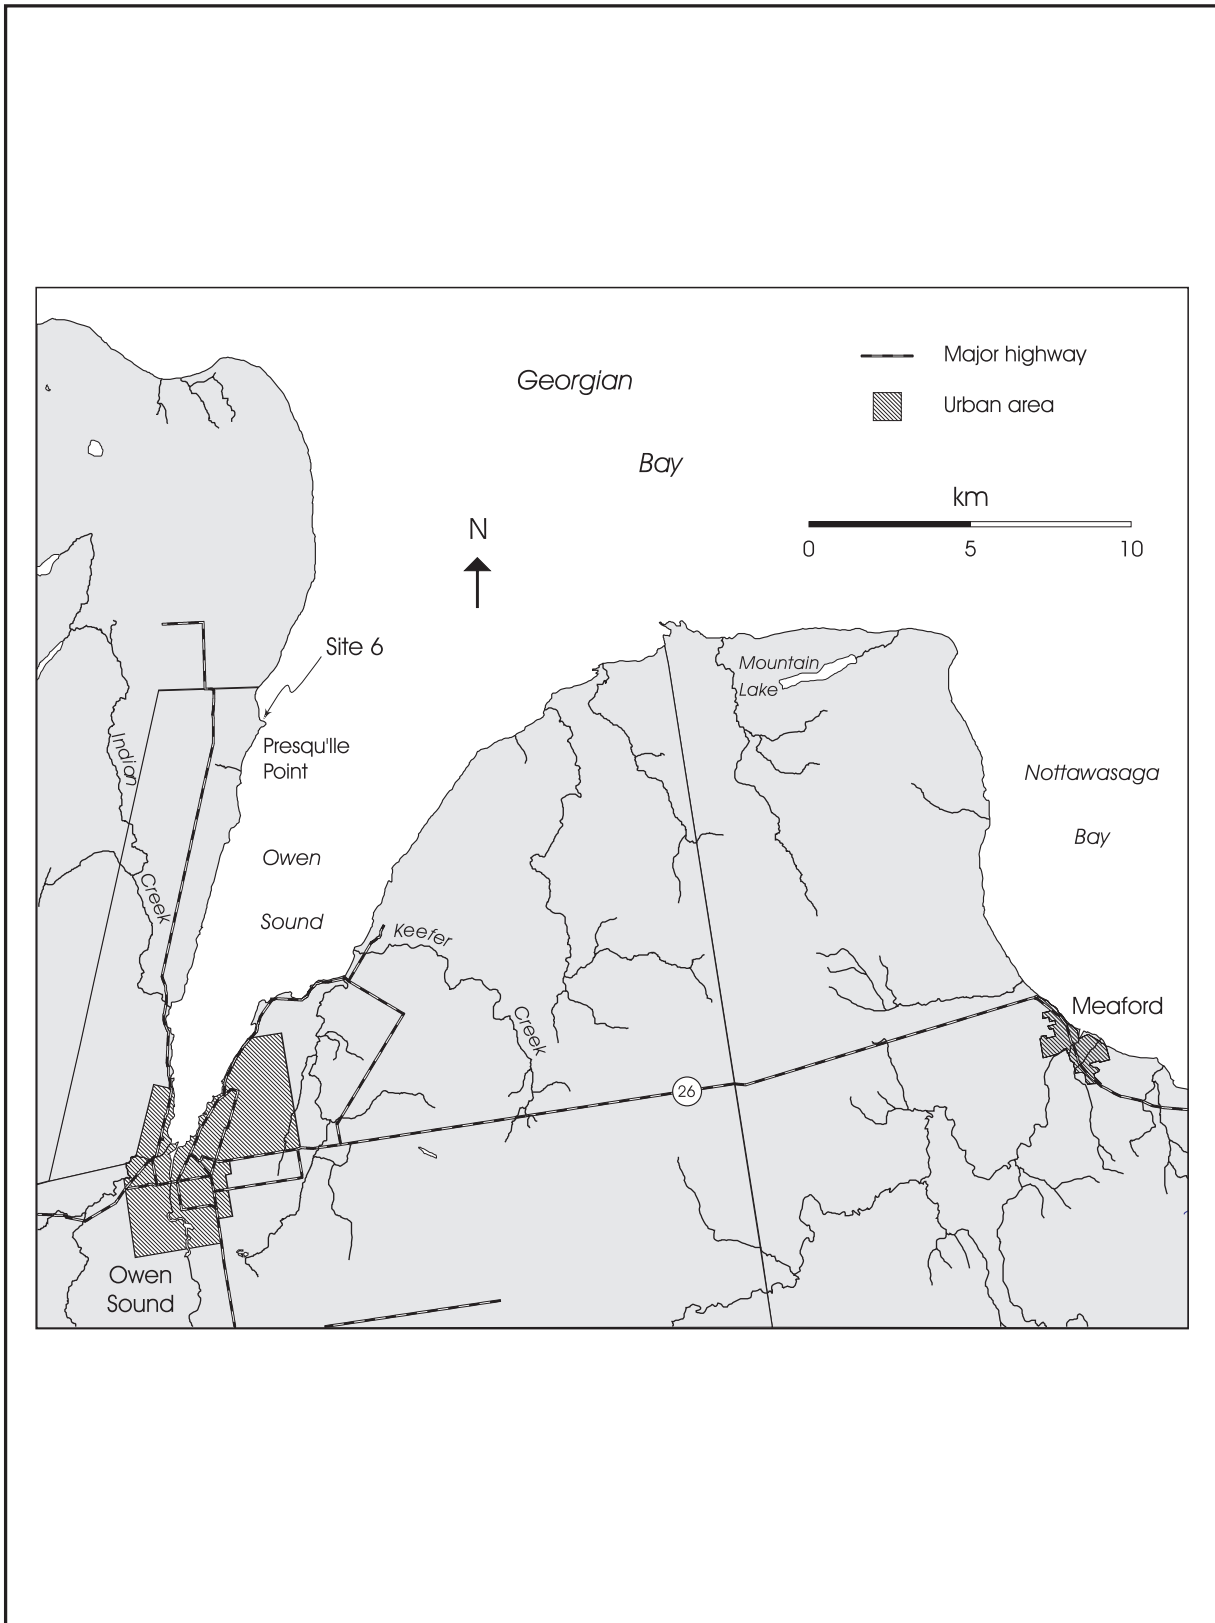 Major highway
Georgian
Urban area
Bay
km
N
0 5 10
Site 6
Mountain
Lake
Indian
Presqu'lle
Point
Nottawasaga
Bay
Owen
Creek
Sound
Keefer
Meaford
Creek
26
Owen
Sound